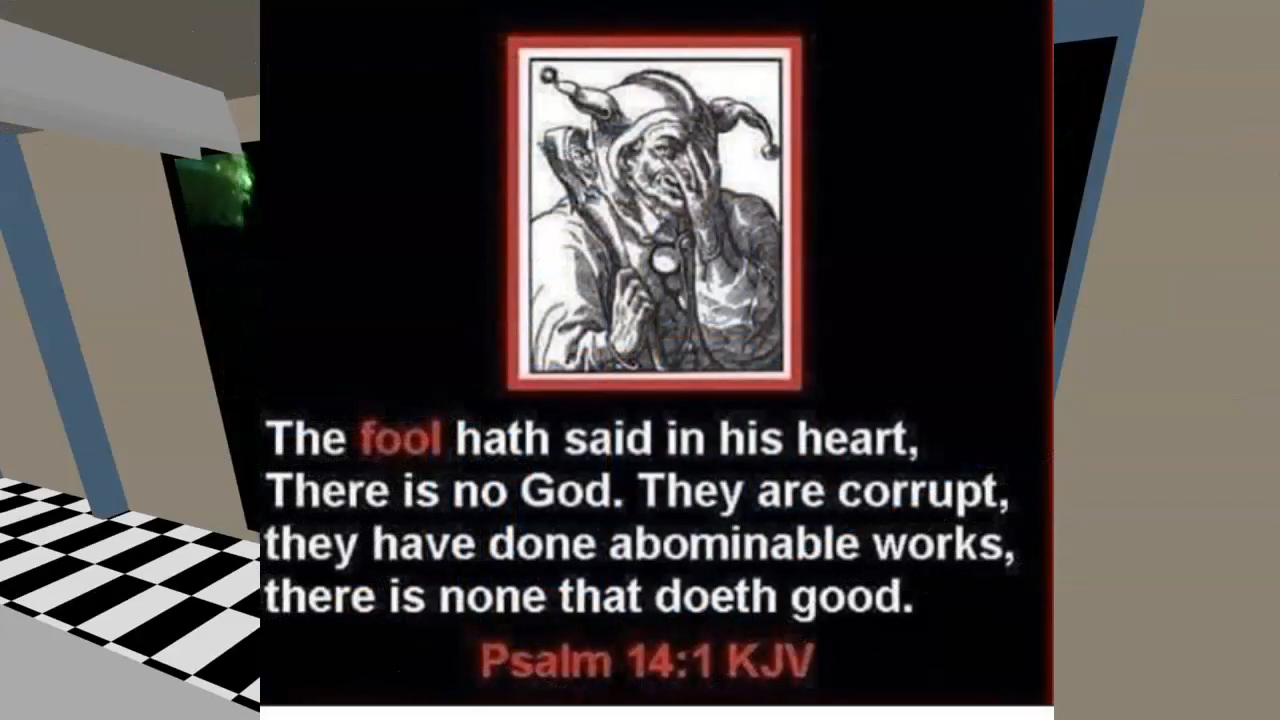 The fool hath said in his heart,
There is no God. They are corrupt,
they have done abominable works,
there is none that doeth good.
Psalm 14:1 KJV